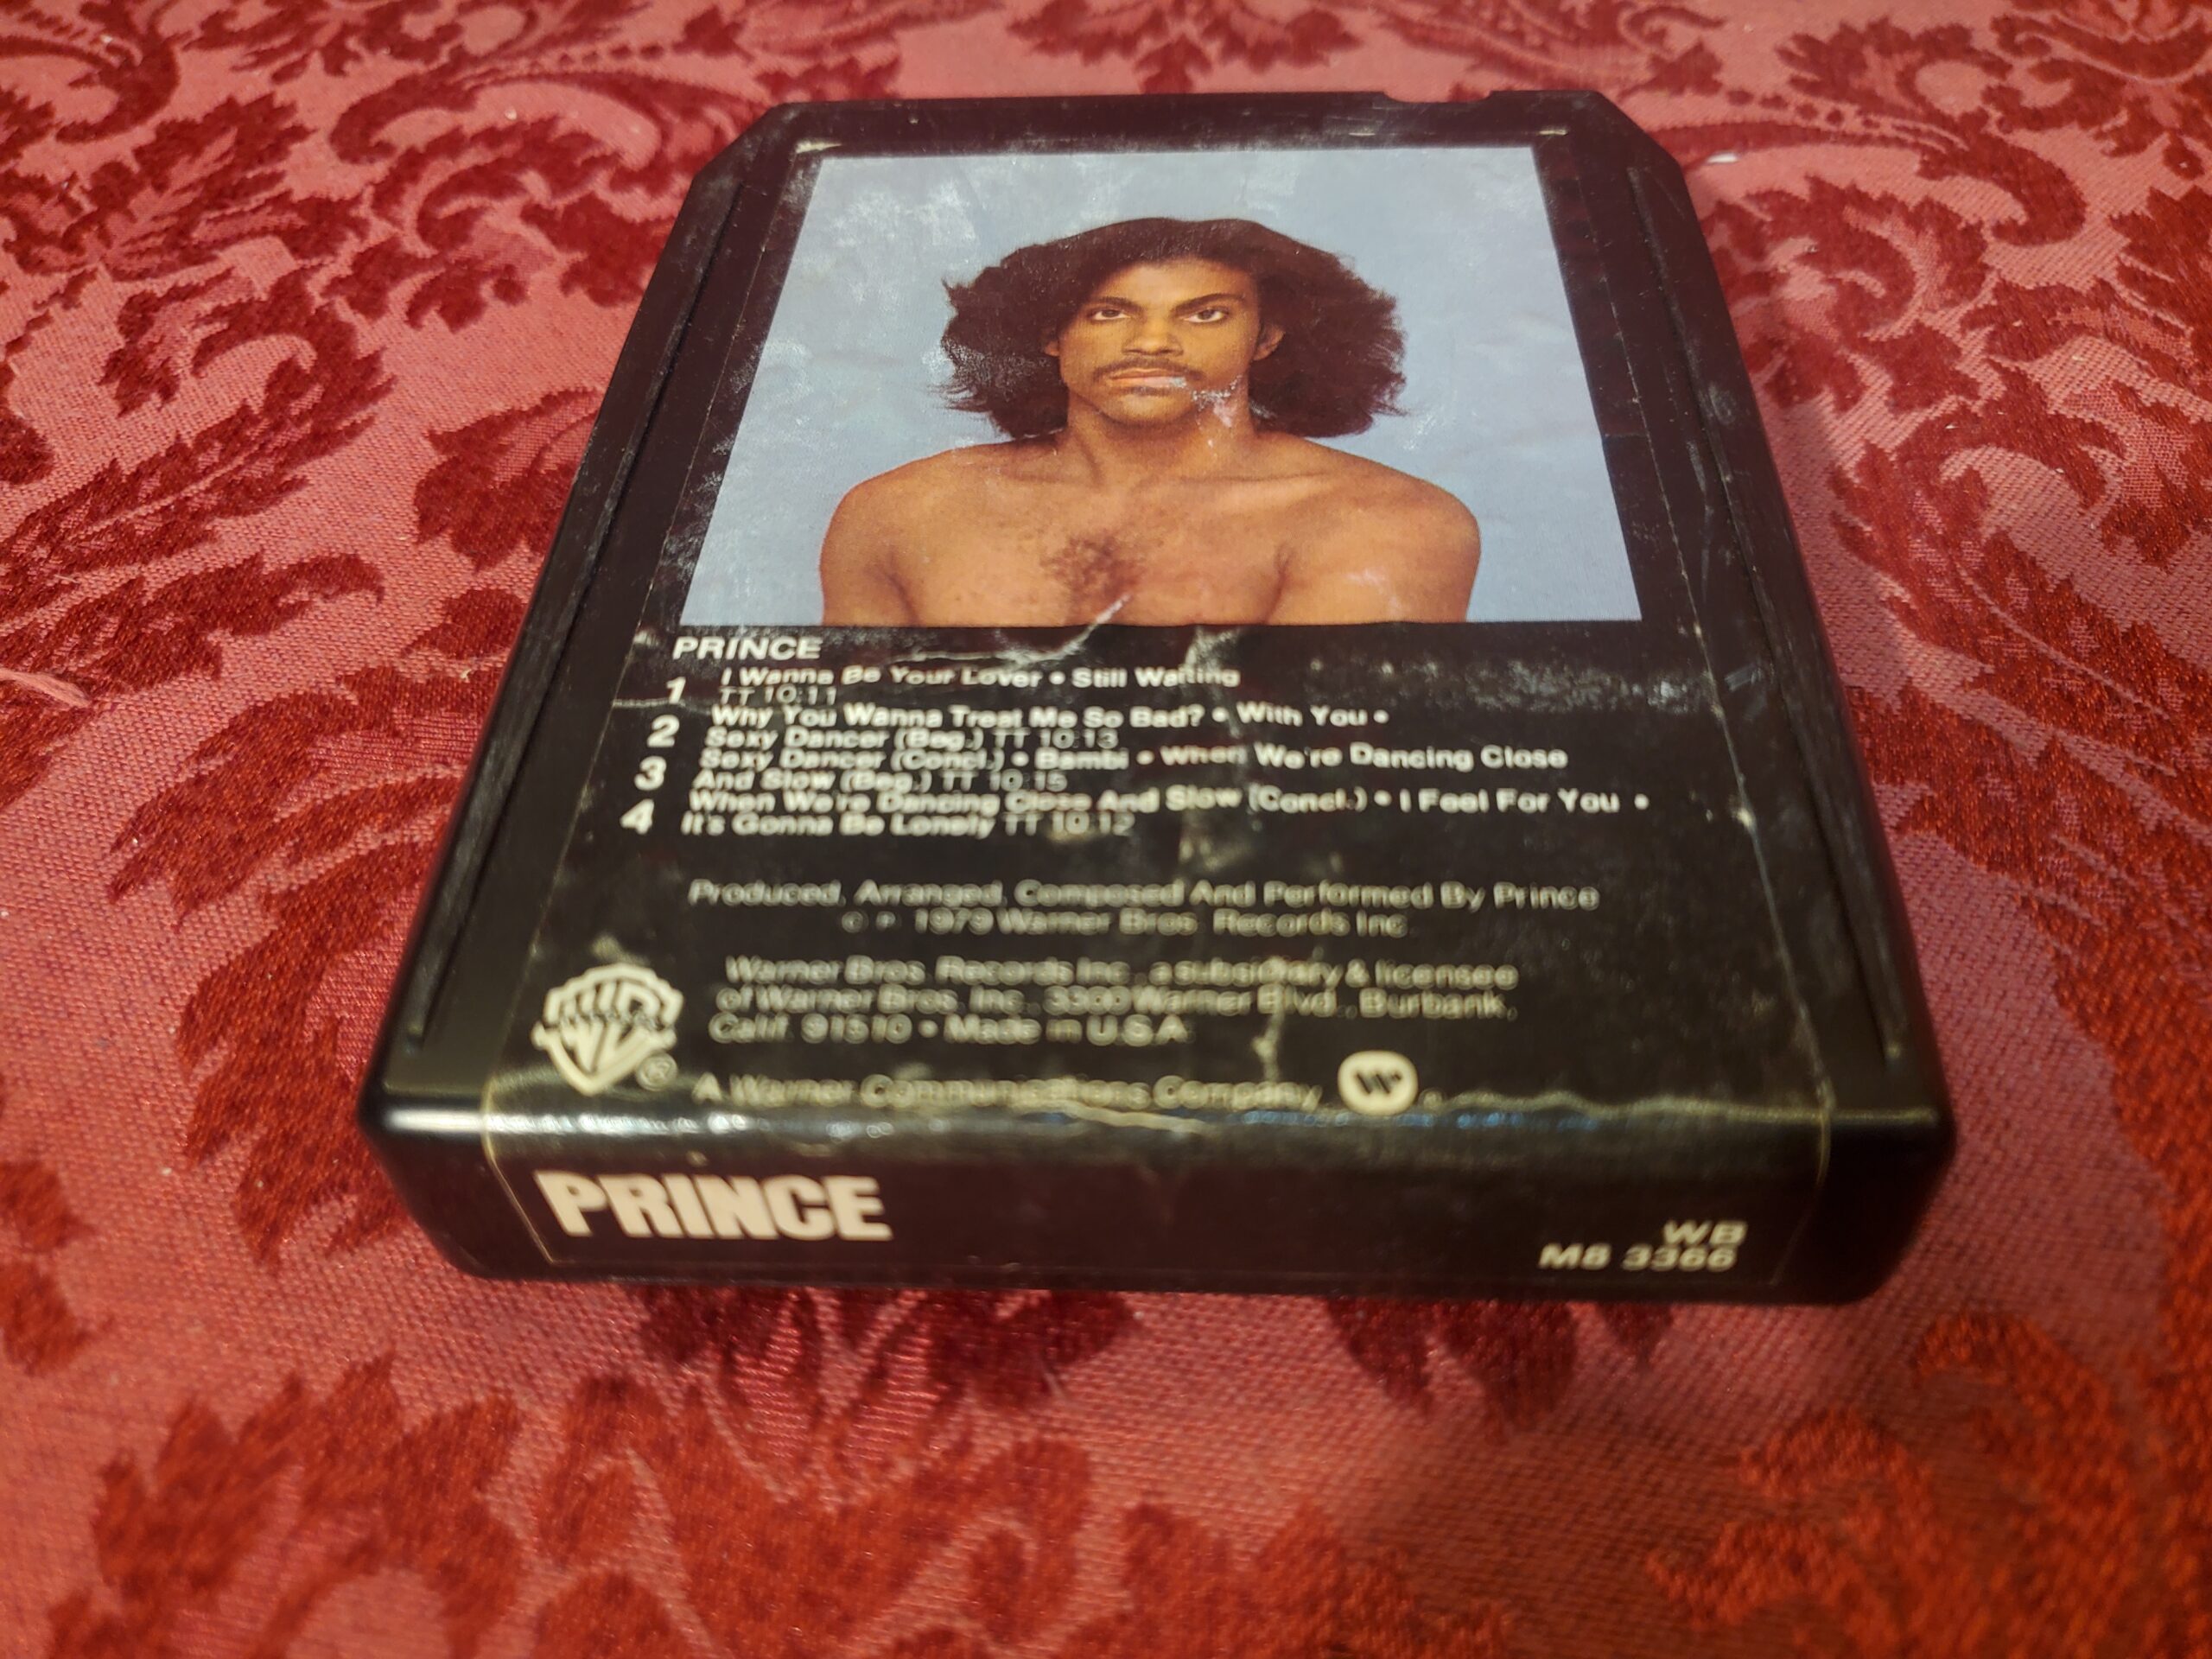 PRINCE
1 I Wanna Be Your Lover • Still Waiting
TT 10:11
2 Why You Wanna Treat Me So Bad? • With You •
Sexy Dancer (Beg.) TT 10:13
3 Sexy Dancer (Concl.) • Bambi • When We're Dancing Close
And Slow (Beg.) TT 10:15
4 When We're Dancing Close And Slow (Concl.) • I Feel For You •
It's Gonna Be Lonely TT 10:12
Produced, Arranged, Composed And Performed By Prince
© ℗ 1979 Warner Bros. Records Inc.
Warner Bros. Records Inc., a subsidiary & licensee
of Warner Bros. Inc., 3300 Warner Blvd., Burbank,
Calif. 91510 • Made in U.S.A.
WB ®
A Warner Communications Company
PRINCE
WB
M8 3366